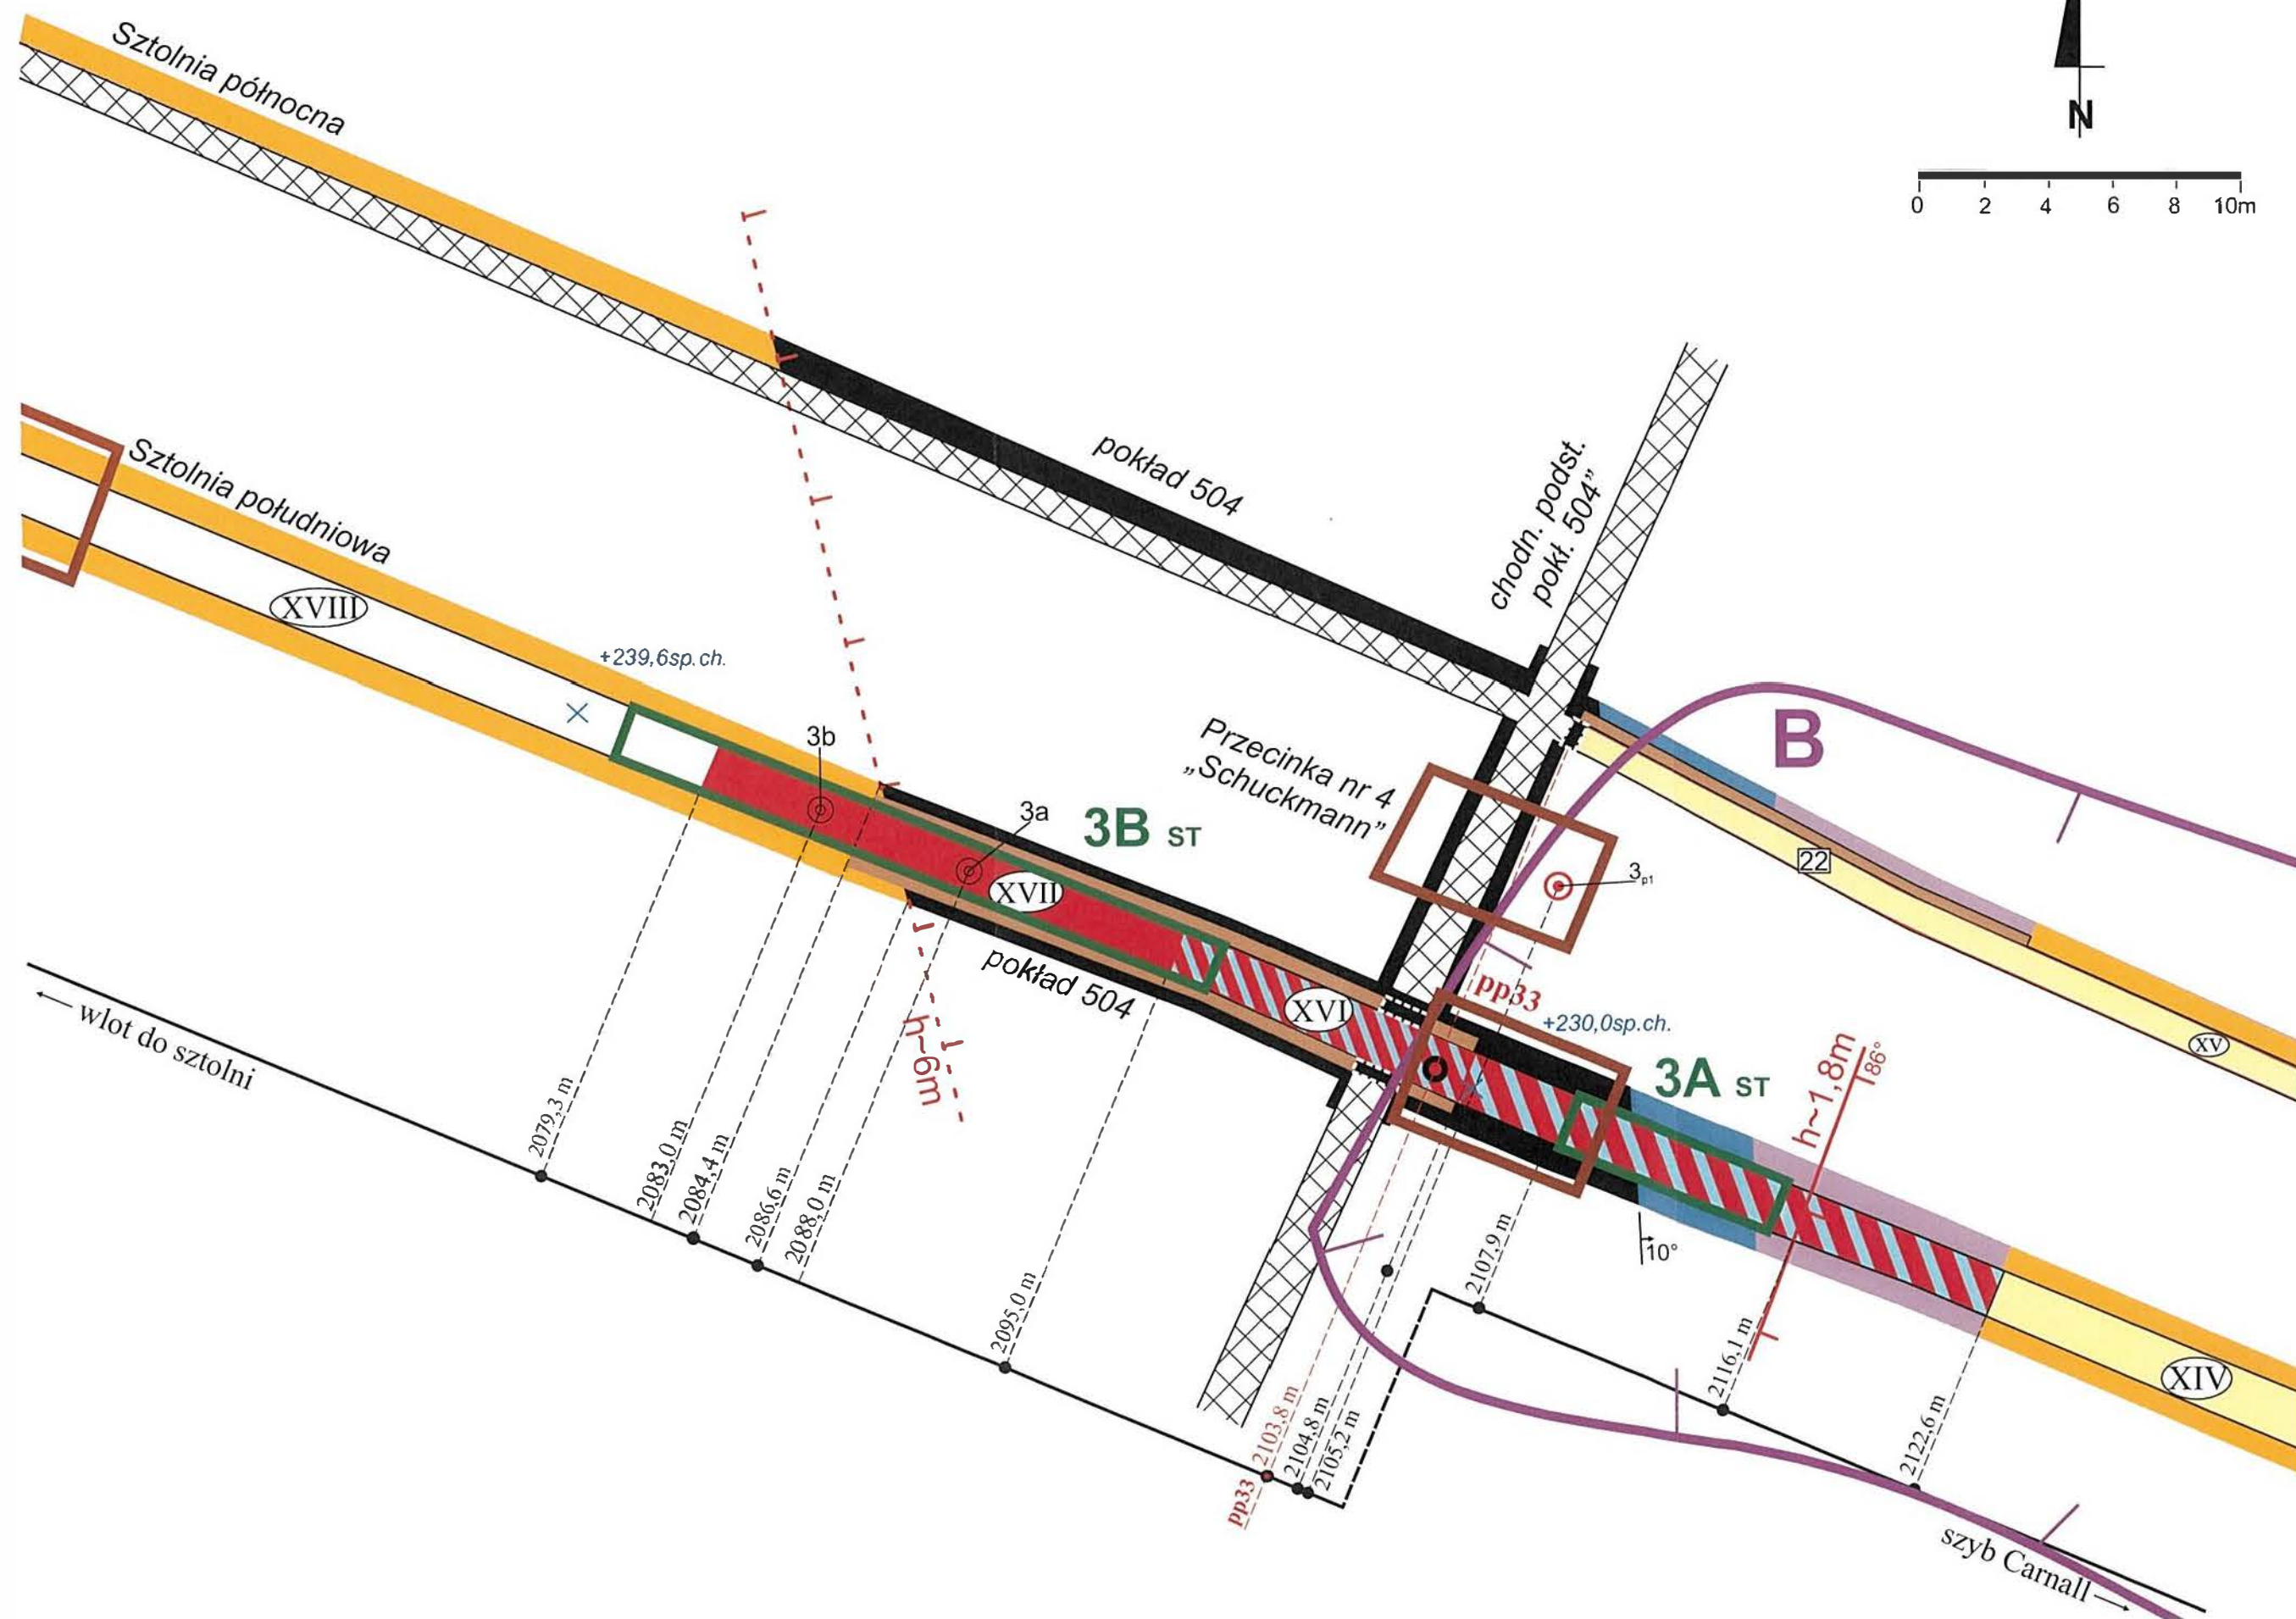 Sztolnia północna
N
0 2 4 6 8 10m
Sztolnia południowa
pokład 504
chodn. podst.
pokł. 504”
XVIII
+239,6sp.ch.
3b
3a
3B ST
Przecinka nr 4
„Schuckmann”
B
22
3p1
XVII
pokład 504
XVI
pp33
+230,0sp.ch.
3A ST
h~1,8m
86°
XV
wlot do sztolni
h~6m
2079,3 m
2083,0 m
2084,4 m
2086,6 m
2088,0 m
2095,0 m
10°
2107,9 m
2116,1 m
2122,6 m
XIV
pp33 2103,8 m
2104,8 m
2105,2 m
szyb Carnall